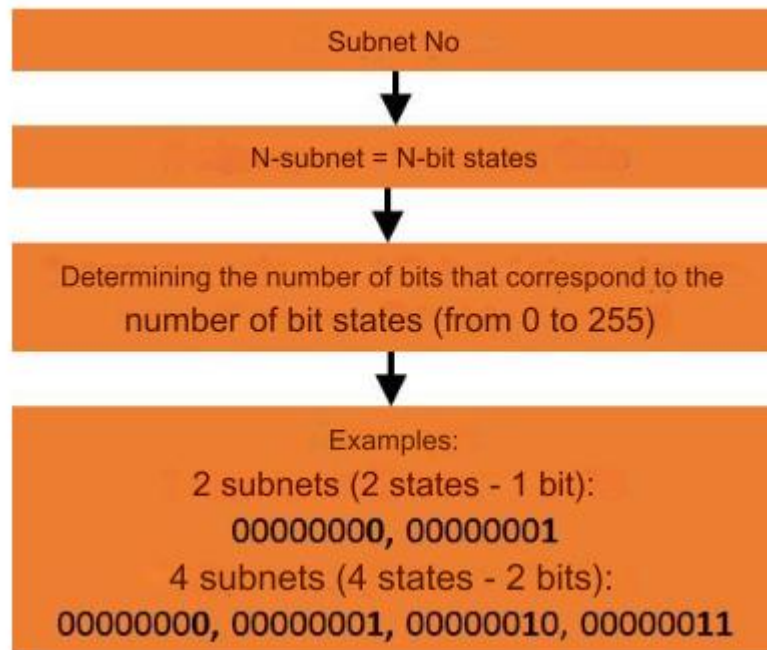 Subnet No
N-subnet = N-bit states
Determining the number of bits that correspond to the
number of bit states (from 0 to 255)
Examples:
2 subnets (2 states - 1 bit):
00000000, 00000001
4 subnets (4 states - 2 bits):
00000000, 00000001, 00000010, 00000011